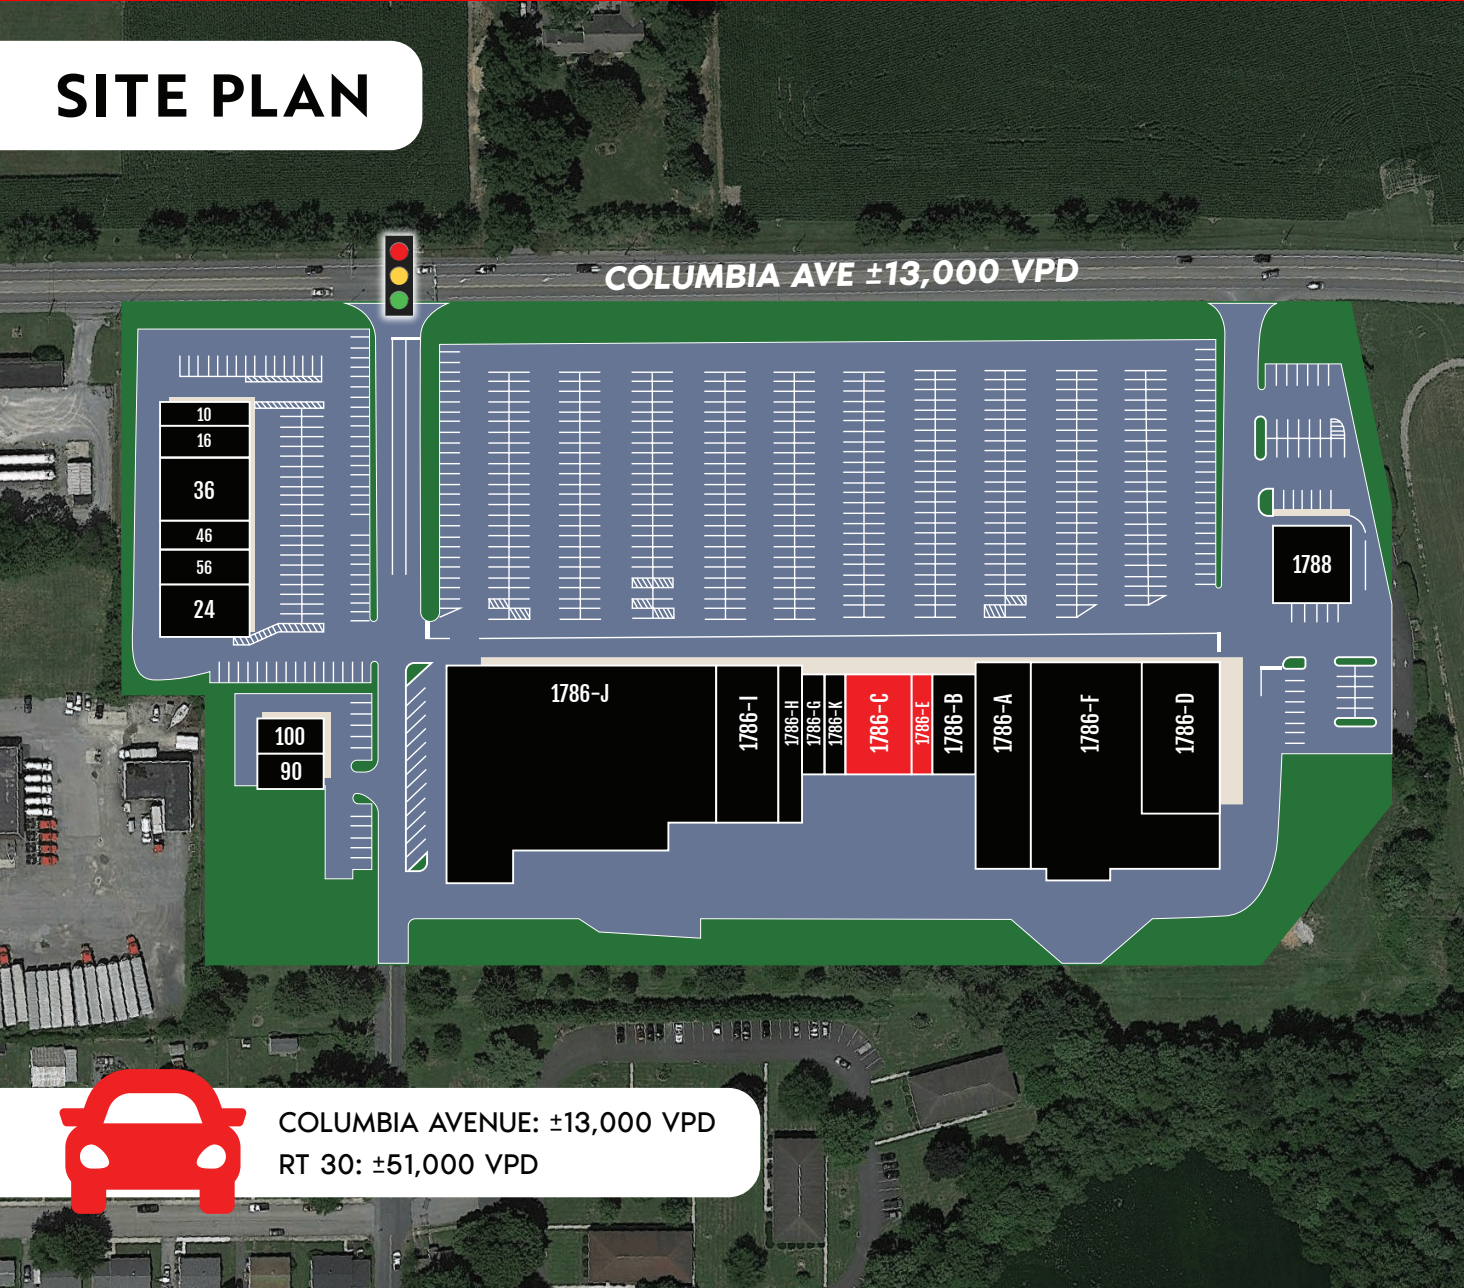 SITE PLAN
COLUMBIA AVE ±13,000 VPD
10
16
36
46
56
24
100
90
1788
1786-J
1786-I
1786-H
1786-G
1786-K
1786-C
1786-E
1786-B
1786-A
1786-F
1786-D
COLUMBIA AVENUE: ±13,000 VPD
RT 30: ±51,000 VPD